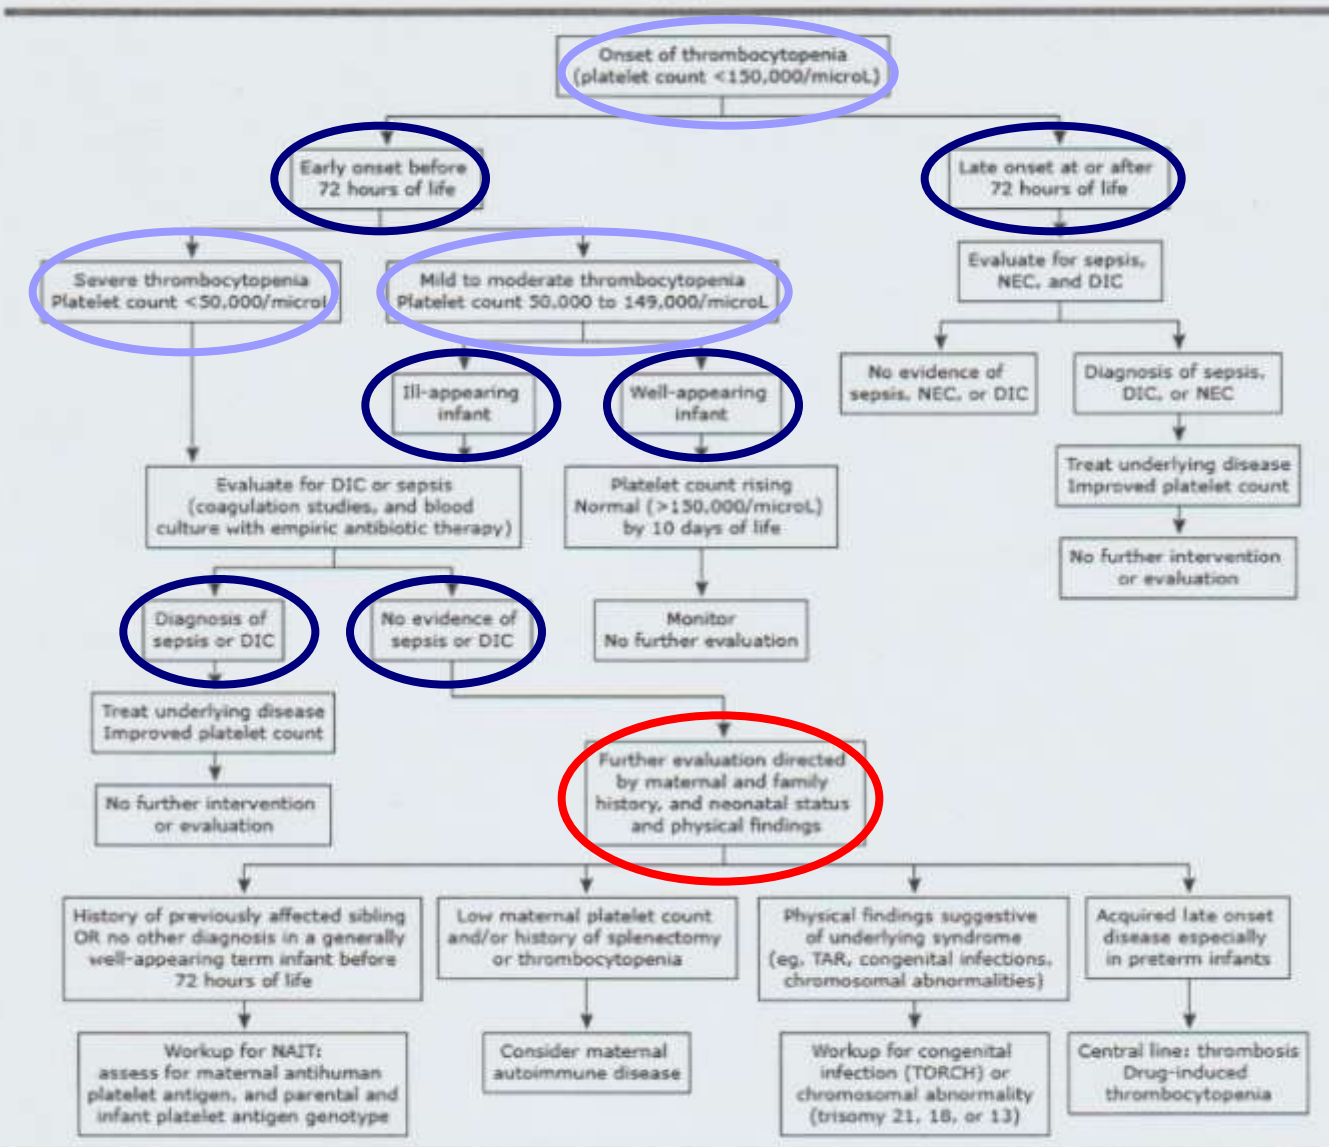 Onset of thrombocytopenia
(platelet count <150,000/microL)
Early onset before
72 hours of life
Late onset at or after
72 hours of life
Severe thrombocytopenia
Platelet count <50,000/microL
Mild to moderate thrombocytopenia
Platelet count 50,000 to 149,000/microL
Evaluate for sepsis,
NEC, and DIC
Ill-appearing
infant
Well-appearing
infant
No evidence of
sepsis, NEC, or DIC
Diagnosis of sepsis,
DIC, or NEC
Evaluate for DIC or sepsis
(coagulation studies, and blood
culture with empiric antibiotic therapy)
Platelet count rising
Normal (>150,000/microL)
by 10 days of life
Treat underlying disease
Improved platelet count
No further intervention
or evaluation
Diagnosis of
sepsis or DIC
No evidence of
sepsis or DIC
Monitor
No further evaluation
Treat underlying disease
Improved platelet count
No further intervention
or evaluation
Further evaluation directed
by maternal and family
history, and neonatal status
and physical findings
History of previously affected sibling
OR no other diagnosis in a generally
well-appearing term infant before
72 hours of life
Low maternal platelet count
and/or history of splenectomy
or thrombocytopenia
Physical findings suggestive
of underlying syndrome
(eg, TAR, congenital infections,
chromosomal abnormalities)
Acquired late onset
disease especially
in preterm infants
Workup for NAIT:
assess for maternal antihuman
platelet antigen, and parental and
infant platelet antigen genotype
Consider maternal
autoimmune disease
Workup for congenital
infection (TORCH) or
chromosomal abnormality
(trisomy 21, 18, or 13)
Central line: thrombosis
Drug-induced
thrombocytopenia